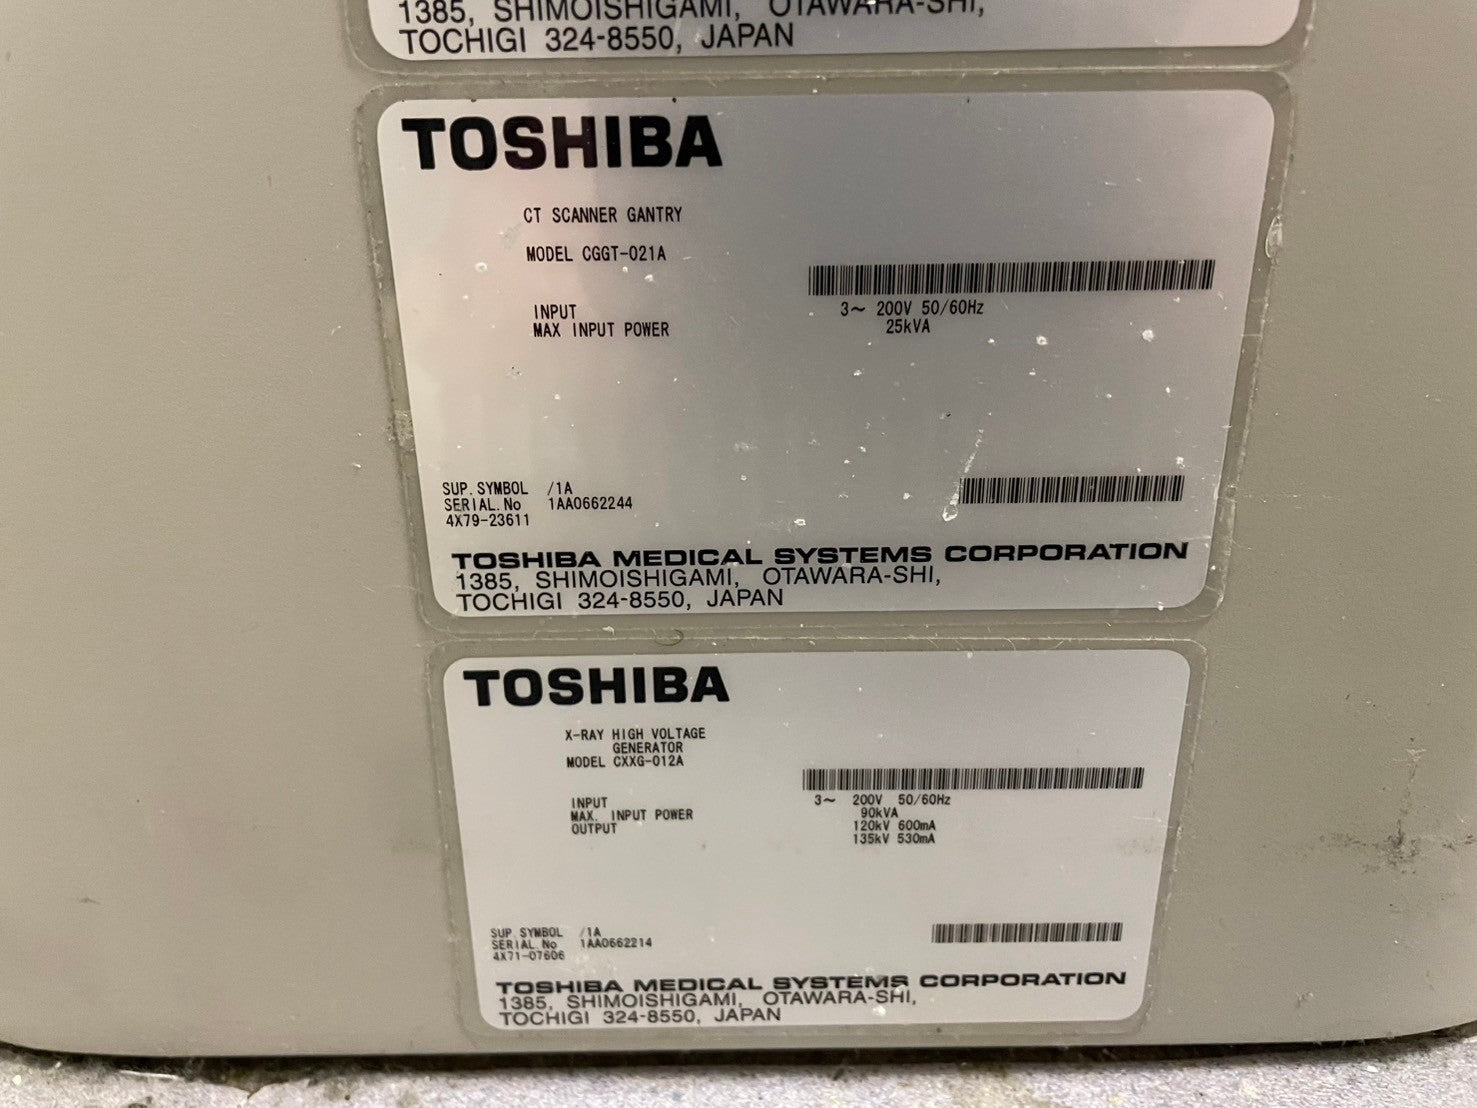 1385, SHIMOISHIGAMI, OTAWARA-SHI,
TOCHIGI 324-8550, JAPAN
TOSHIBA
CT SCANNER GANTRY
MODEL CGGT-021A
INPUT 3~ 200V 50/60Hz
MAX INPUT POWER 25kVA
SUP. SYMBOL /1A
SERIAL. No 1AA0662244
4X79-23611
TOSHIBA MEDICAL SYSTEMS CORPORATION
1385, SHIMOISHIGAMI, OTAWARA-SHI,
TOCHIGI 324-8550, JAPAN
TOSHIBA
X-RAY HIGH VOLTAGE
GENERATOR
MODEL CXXG-012A
INPUT 3~ 200V 50/60Hz
MAX. INPUT POWER 90kVA
OUTPUT 120kV 600mA
135kV 530mA
SUP. SYMBOL /1A
SERIAL. No 1AA0662214
4X71-07606
TOSHIBA MEDICAL SYSTEMS CORPORATION
1385, SHIMOISHIGAMI, OTAWARA-SHI,
TOCHIGI 324-8550, JAPAN